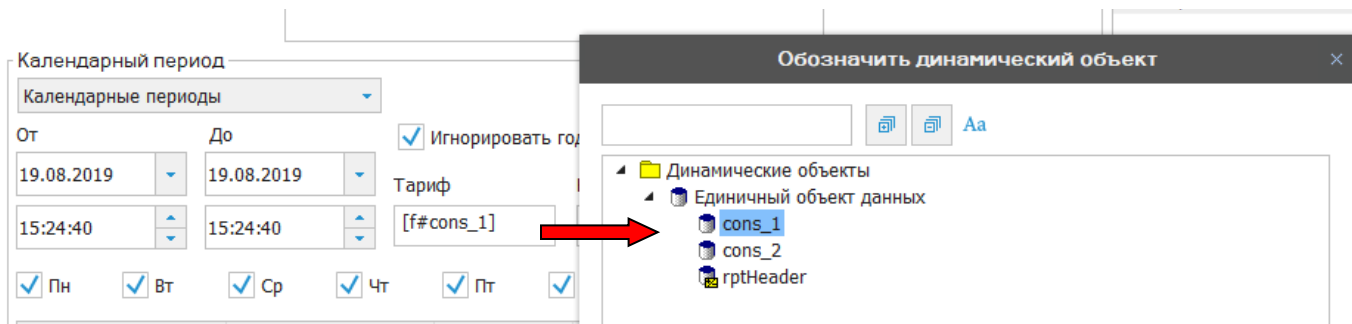 Обозначить динамический объект
Календарный период
Календарные периоды
От До
Игнорировать год
19.08.2019 19.08.2019
Тариф
15:24:40 15:24:40
[f#cons_1]
Пн Вт Ср Чт Пт
Aa
Динамические объекты
Единичный объект данных
cons_1
cons_2
rptHeader